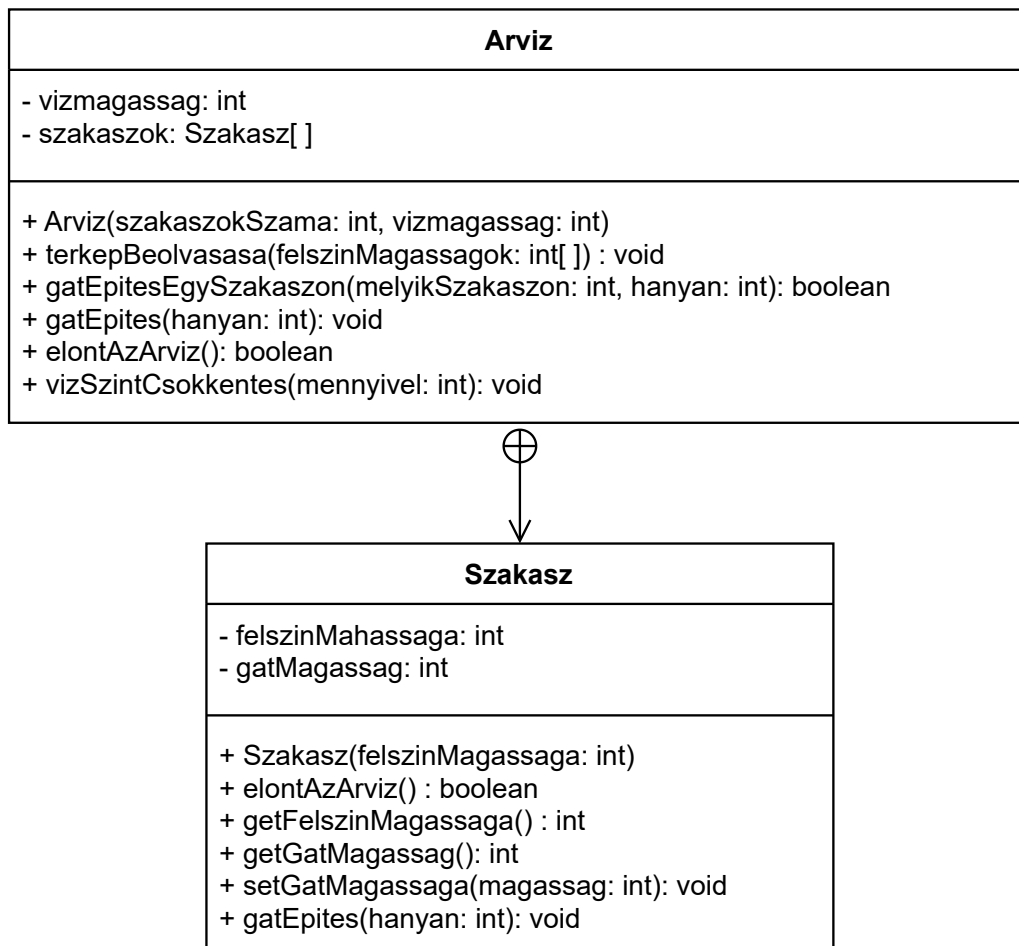 Arviz
- vizmagassag: int
- szakaszok: Szakasz[ ]
+ Arviz(szakaszokSzama: int, vizmagassag: int)
+ terkepBeolvasasa(felszinMagassagok: int[ ]) : void
+ gatEpitesEgySzakaszon(melyikSzakaszon: int, hanyan: int): boolean
+ gatEpites(hanyan: int): void
+ elontAzArviz(): boolean
+ vizSzintCsokkentes(mennyivel: int): void
Szakasz
- felszinMahassaga: int
- gatMagassag: int
+ Szakasz(felszinMagassaga: int)
+ elontAzArviz() : boolean
+ getFelszinMagassaga() : int
+ getGatMagassag(): int
+ setGatMagassaga(magassag: int): void
+ gatEpites(hanyan: int): void